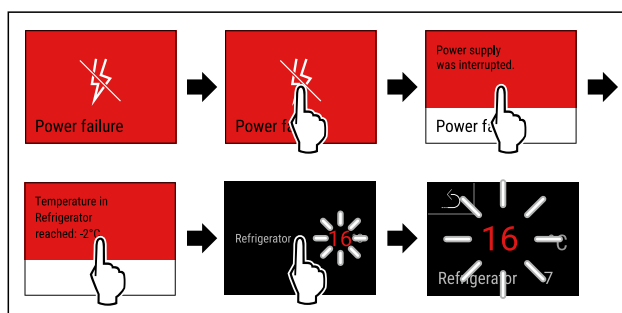 Power failure
Power fa
Power supply
was interrupted.
Power fa
Temperature in
Refrigerator
reached: -2°C
Refrigerator
16
16
°C
Refrigerator
7